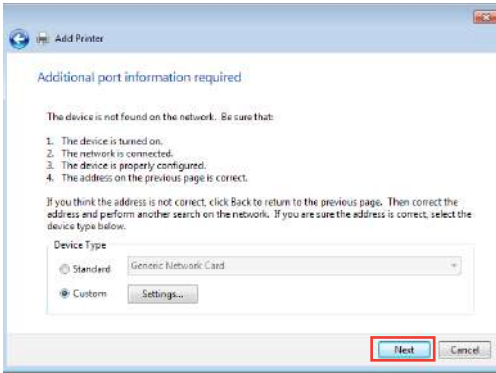 Add Printer
Additional port information required
The device is not found on the network. Be sure that:
1. The device is turned on.
2. The network is connected.
3. The device is properly configured.
4. The address on the previous page is correct.
If you think the address is not correct, click Back to return to the previous page. Then correct the
address and perform another search on the network. If you are sure the address is correct, select the
device type below.
Device Type
Standard Generic Network Card
Custom Settings...
Next Cancel